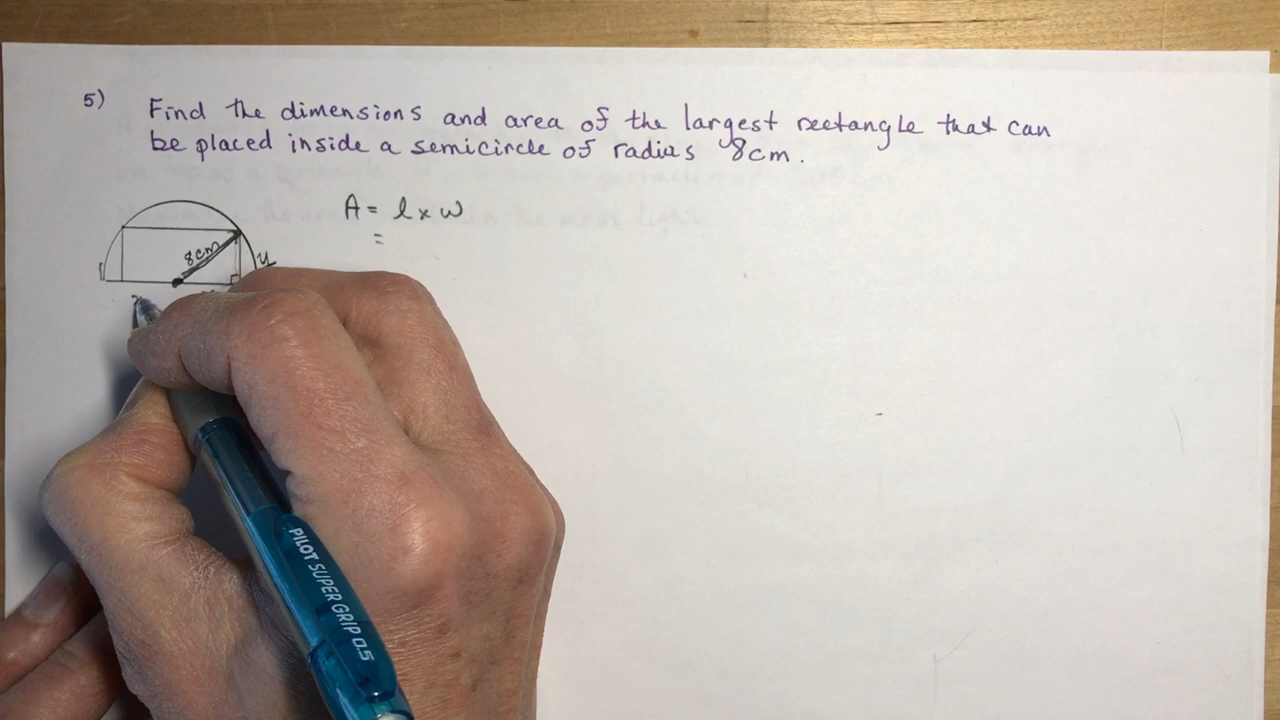 5) Find the dimensions and area of the largest rectangle that can
be placed inside a semicircle of radius 8cm.
A = l x w
=
8cm
y
PILOT SUPER GRIP 0.5